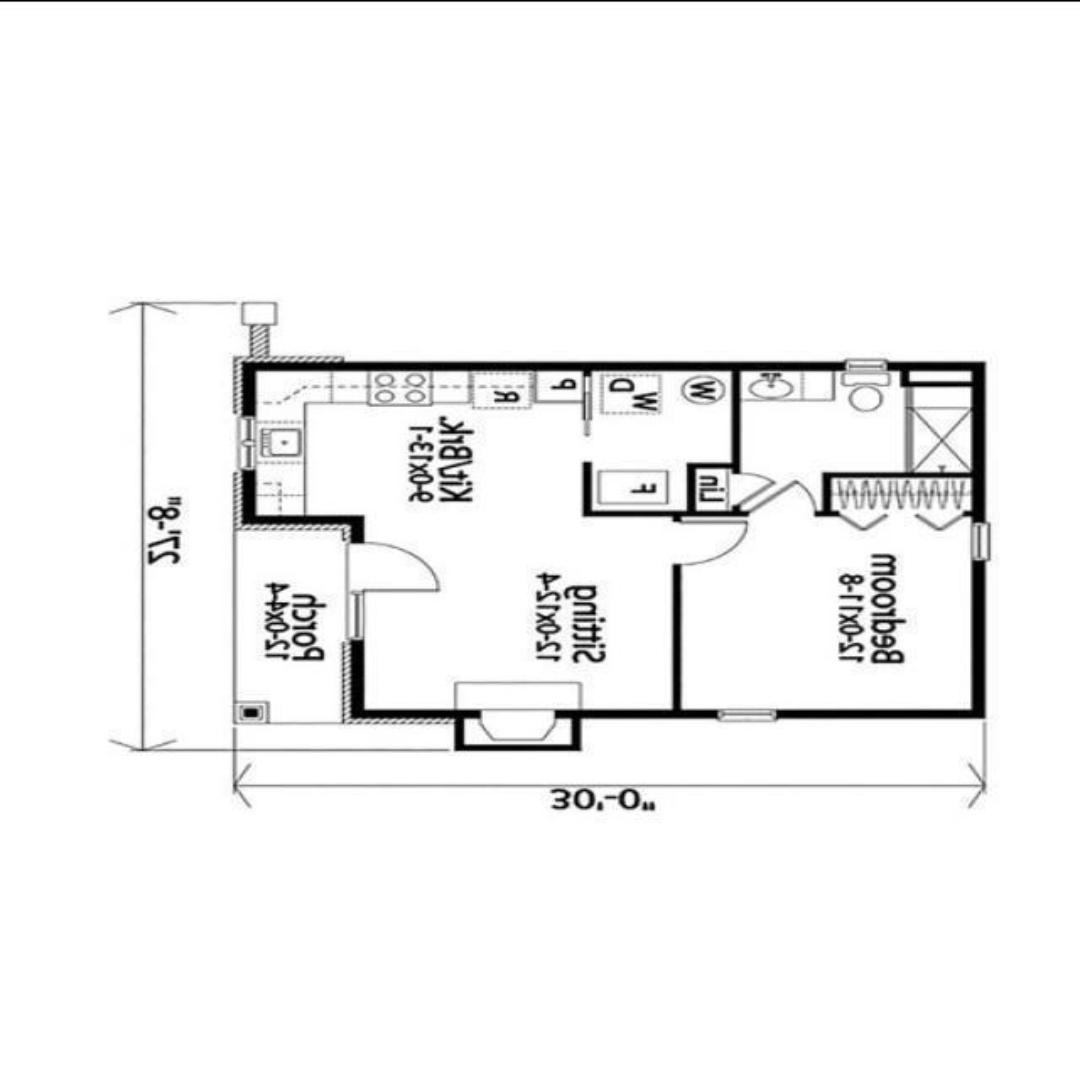 27'-8"
R
P
W
D
W
Kit/Brk.
9-0x13-1
F
Lin
Porch
12-0x4-4
Sitting
12-0x12-4
Bedroom
12-0x11-8
30'-0"